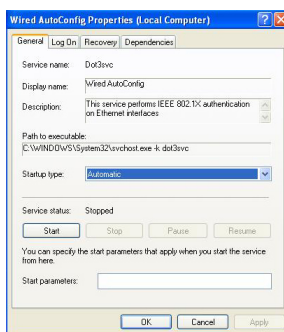 Wired AutoConfig Properties (Local Computer)
General Log On Recovery Dependencies
Service name: Dot3svc
Display name: Wired AutoConfig
Description: This service performs IEEE 802.1X authentication
on Ethernet interfaces
Path to executable:
C:\WINDOWS\System32\svchost.exe -k dot3svc
Startup type: Automatic
Service status: Stopped
Start Stop Pause Resume
You can specify the start parameters that apply when you start the service
from here.
Start parameters:
OK Cancel Apply